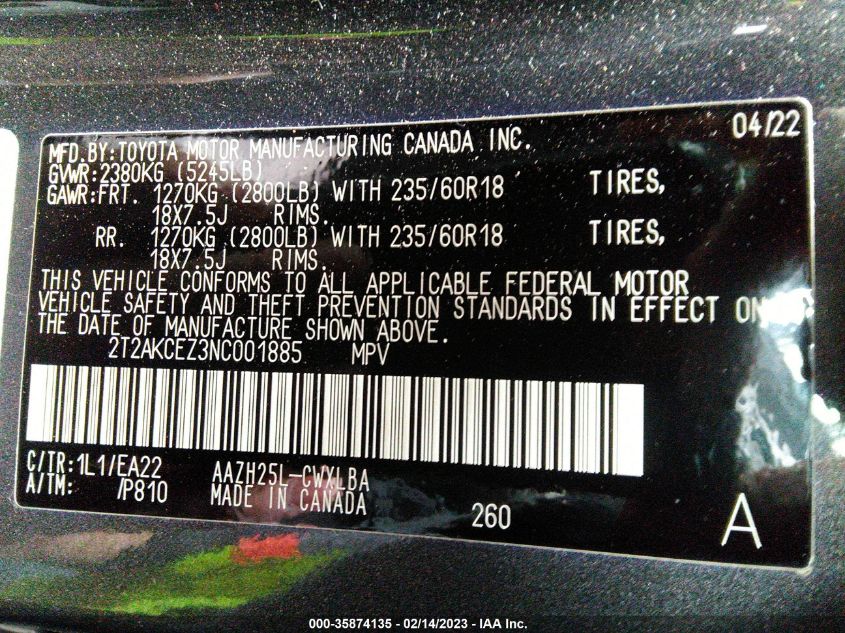 04/22
MFD.BY:TOYOTA MOTOR MANUFACTURING CANADA INC.
GVWR:2380KG (5245LB)
GAWR:FRT. 1270KG (2800LB) WITH 235/60R18 TIRES,
18X7.5J RIMS.
RR. 1270KG (2800LB) WITH 235/60R18 TIRES,
18X7.5J RIMS.
THIS VEHICLE CONFORMS TO ALL APPLICABLE FEDERAL MOTOR
VEHICLE SAFETY AND THEFT PREVENTION STANDARDS IN EFFECT ON
THE DATE OF MANUFACTURE SHOWN ABOVE.
2T2AKCEZ3NC001885 MPV
C/TR:1L1/EA22 AAZH25L-CWXLBA
A/TM: /P810 MADE IN CANADA
260 A
000-35874135 - 02/14/2023 - IAA Inc.